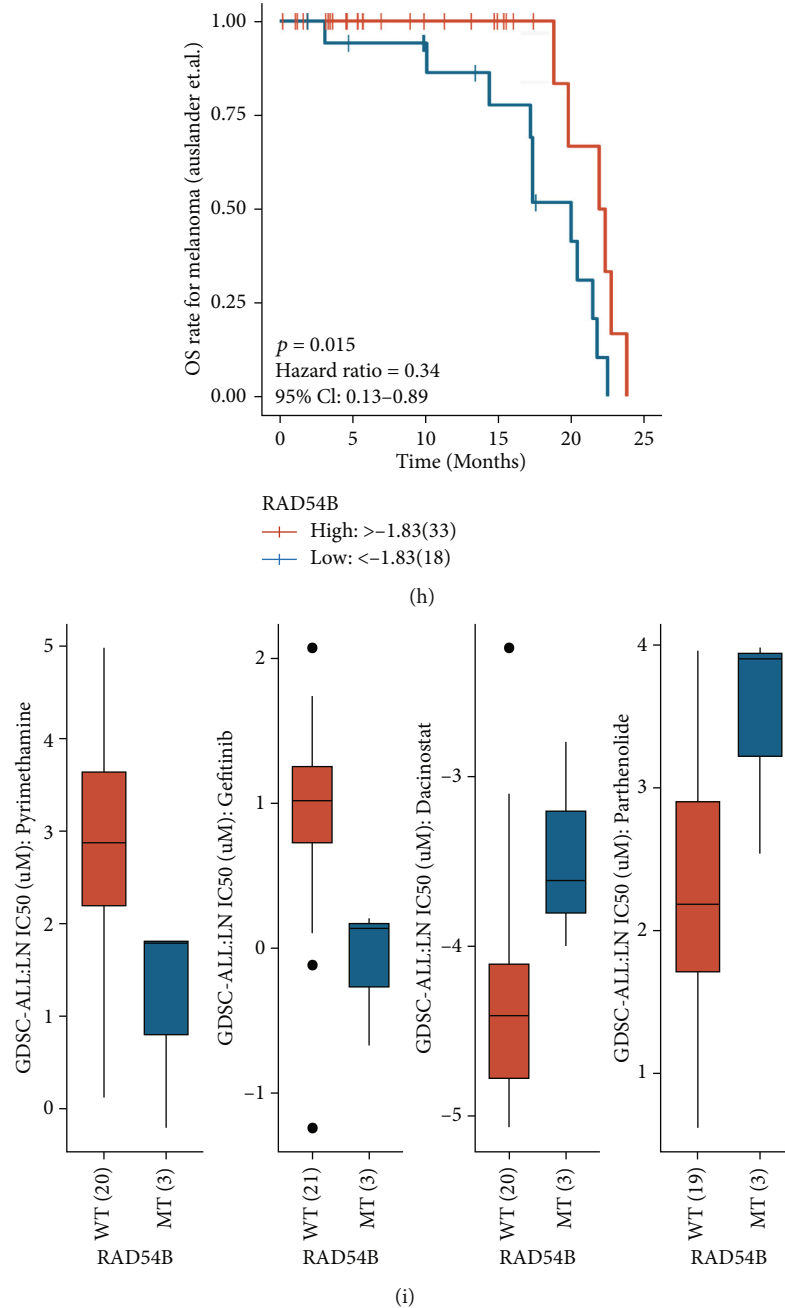 OS rate for melanoma (auslander et.al.)
1.00
0.75
0.50
0.25
0.00
p = 0.015
Hazard ratio = 0.34
95% Cl: 0.13–0.89
0 5 10 15 20 25
Time (Months)
RAD54B
High: >–1.83(33)
Low: <–1.83(18)
(h)
GDSC-ALL:LN IC50 (uM): Pyrimethamine
5
4
3
2
1
0
WT (20) MT (3)
RAD54B
GDSC-ALL:LN IC50 (uM): Gefitinib
2
1
0
–1
WT (21) MT (3)
RAD54B
GDSC-ALL:LN IC50 (uM): Dacinostat
–3
–4
–5
WT (20) MT (3)
RAD54B
GDSC-ALL:LN IC50 (uM): Parthenolide
4
3
2
1
WT (19) MT (3)
RAD54B
(i)